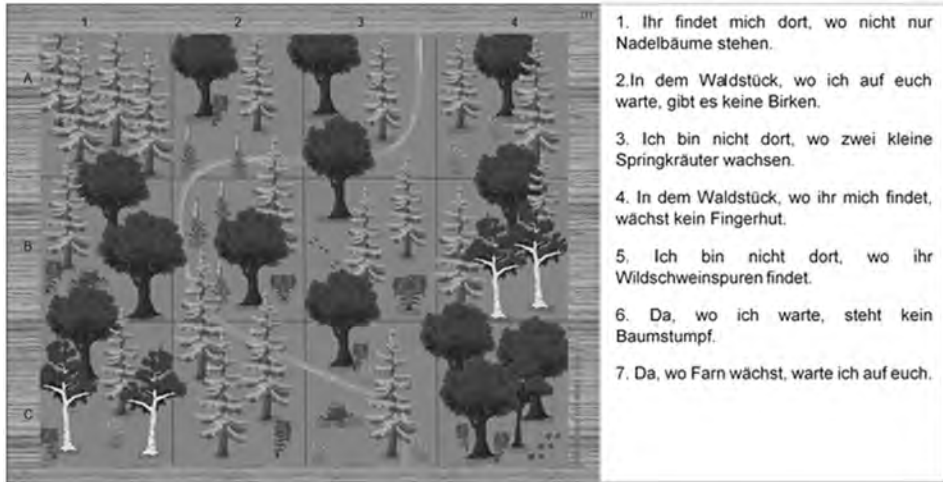 1 2 3 4
A
B
C
1. Ihr findet mich dort, wo nicht nur
Nadelbäume stehen.
2.In dem Waldstück, wo ich auf euch
warte, gibt es keine Birken.
3. Ich bin nicht dort, wo zwei kleine
Springkräuter wachsen.
4. In dem Waldstück, wo ihr mich findet,
wächst kein Fingerhut.
5. Ich bin nicht dort, wo ihr
Wildschweinspuren findet.
6. Da, wo ich warte, steht kein
Baumstumpf.
7. Da, wo Farn wächst, warte ich auf euch.